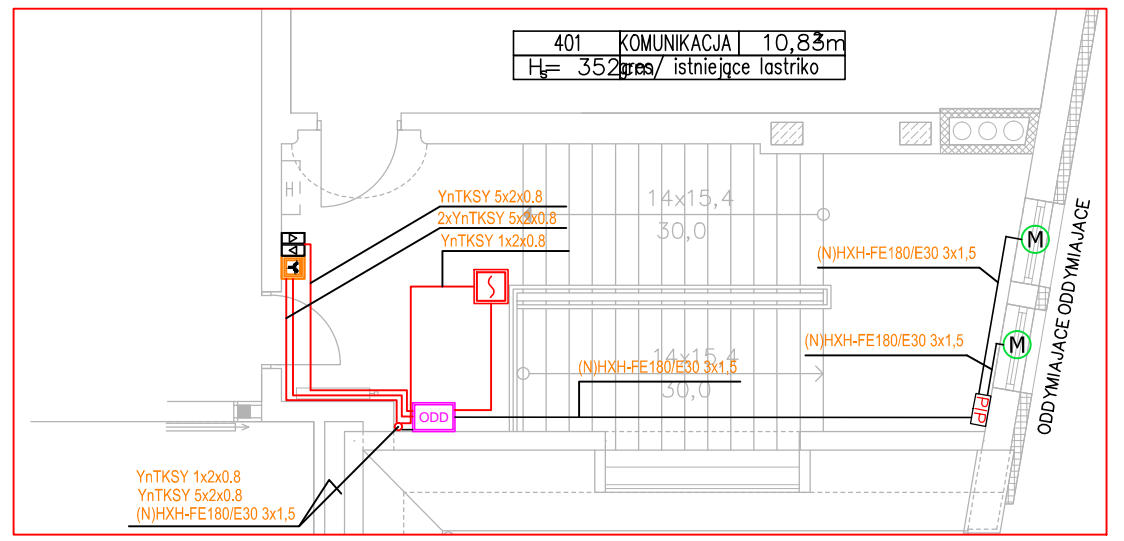 401 KOMUNIKACJA 10,83m²
Hs= 352cm gres/ istniejące lastriko
H
YnTKSY 5x2x0.8
2xYnTKSY 5x2x0.8
YnTKSY 1x2x0.8
14x15,4
30,0
(N)HXH-FE180/E30 3x1,5
M
ODDYMIAJACE ODDYMIAJACE
(N)HXH-FE180/E30 3x1,5
M
14x15,4
(N)HXH-FE180/E30 3x1,5
30,0
PIP
ODD
YnTKSY 1x2x0.8
YnTKSY 5x2x0.8
(N)HXH-FE180/E30 3x1,5